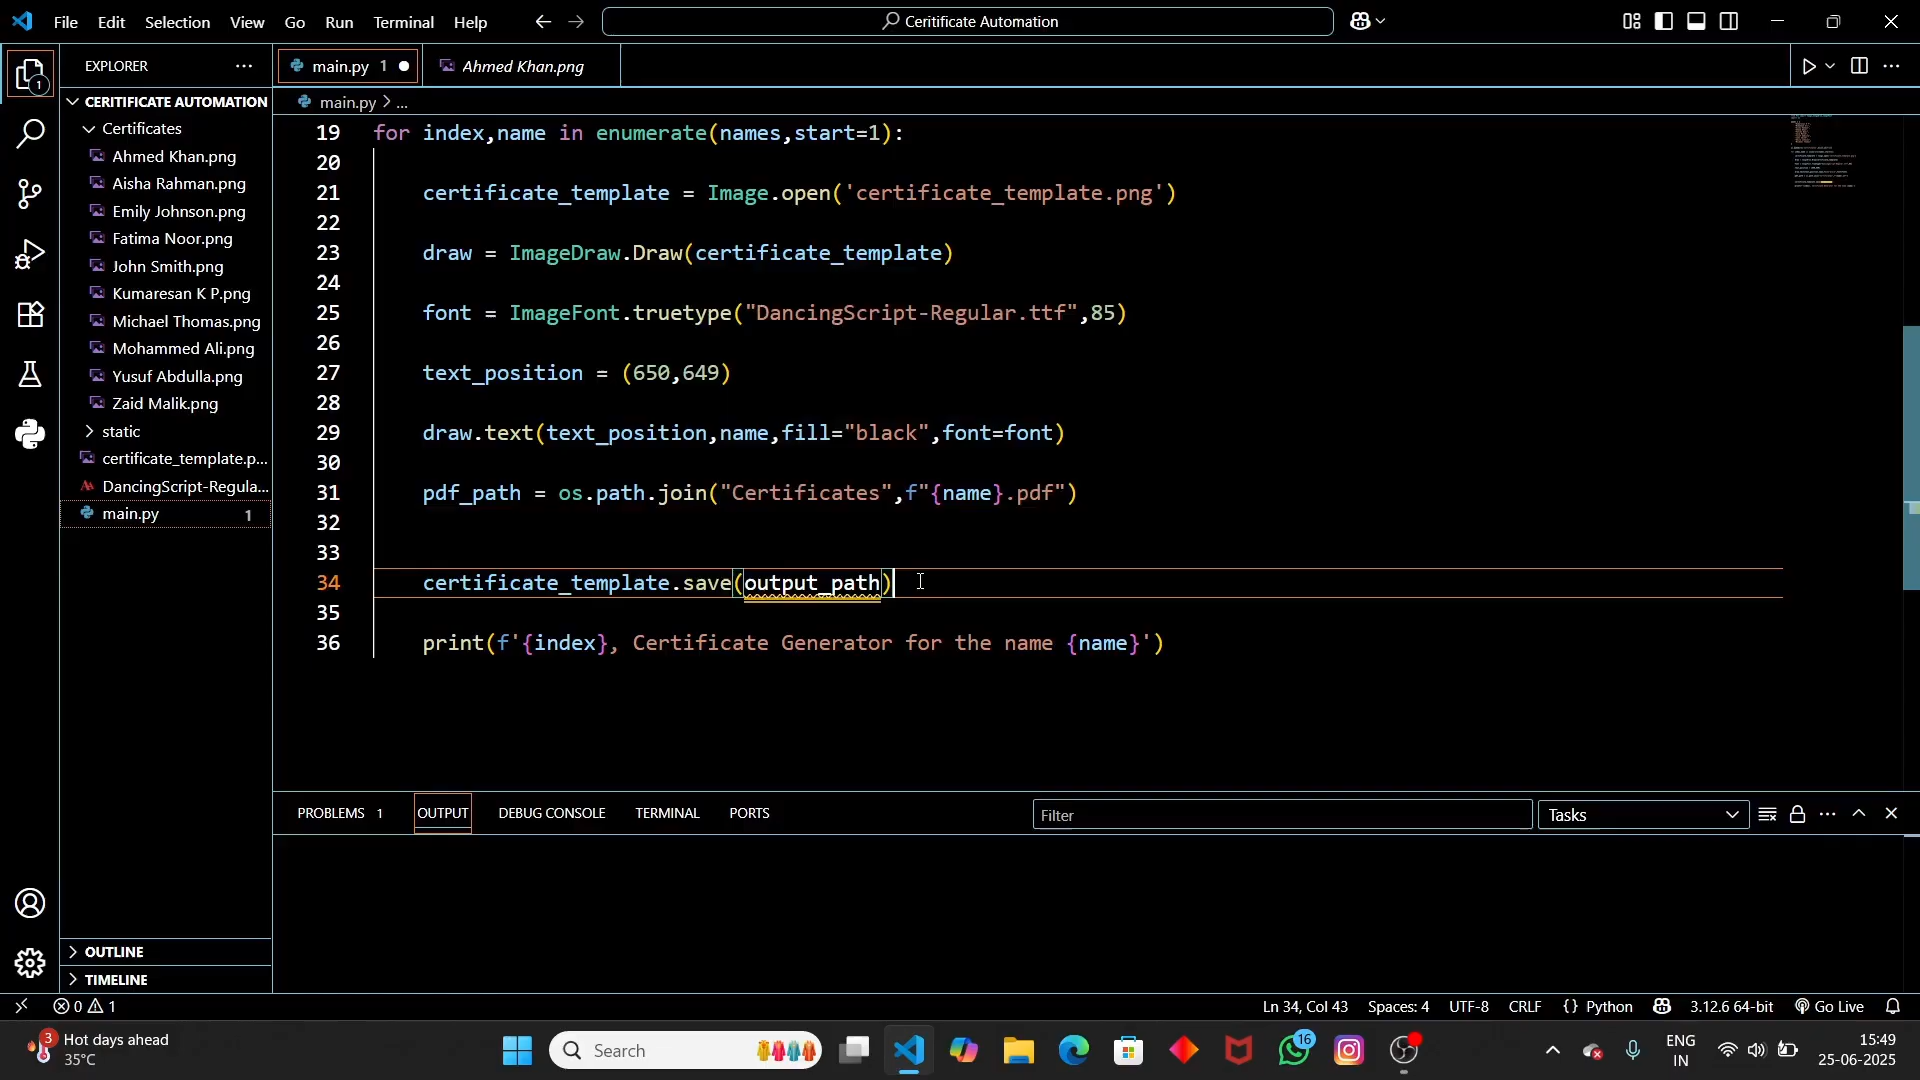 File Edit Selection View Go Run Terminal Help
Ceritificate Automation
EXPLORER
main.py 1
Ahmed Khan.png
main.py > ...
CERITIFICATE AUTOMATION
Certificates
Ahmed Khan.png
Aisha Rahman.png
Emily Johnson.png
Fatima Noor.png
John Smith.png
Kumaresan K P.png
Michael Thomas.png
Mohammed Ali.png
Yusuf Abdulla.png
Zaid Malik.png
static
certificate_template.p...
DancingScript-Regula...
main.py 1
OUTLINE
TIMELINE
1
19 for index,name in enumerate(names,start=1):
20
21 certificate_template = Image.open('certificate_template.png')
22
23 draw = ImageDraw.Draw(certificate_template)
24
25 font = ImageFont.truetype("DancingScript-Regular.ttf",85)
26
27 text_position = (650,649)
28
29 draw.text(text_position,name,fill="black",font=font)
30
31 pdf_path = os.path.join("Certificates",f"{name}.pdf")
32
33
34 certificate_template.save(output_path)
35
36 print(f'{index}, Certificate Generator for the name {name}')
PROBLEMS 1 OUTPUT DEBUG CONSOLE TERMINAL PORTS
Filter
Tasks
0 1
Ln 34, Col 43 Spaces: 4 UTF-8 CRLF {} Python 3.12.6 64-bit Go Live
3
Hot days ahead
35°C
Search
16
ENG
IN
15:49
25-06-2025